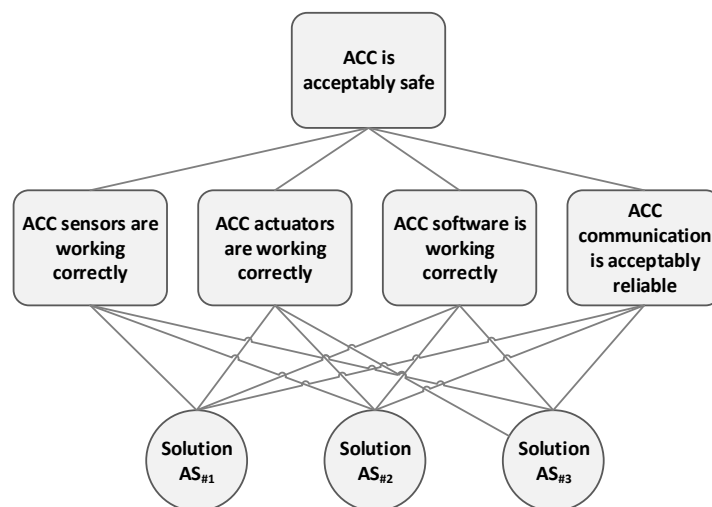 ACC is
acceptably safe
ACC sensors are
working
correctly
ACC actuators
are working
correctly
ACC software is
working
correctly
ACC
communication
is acceptably
reliable
Solution
AS#1
Solution
AS#2
Solution
AS#3